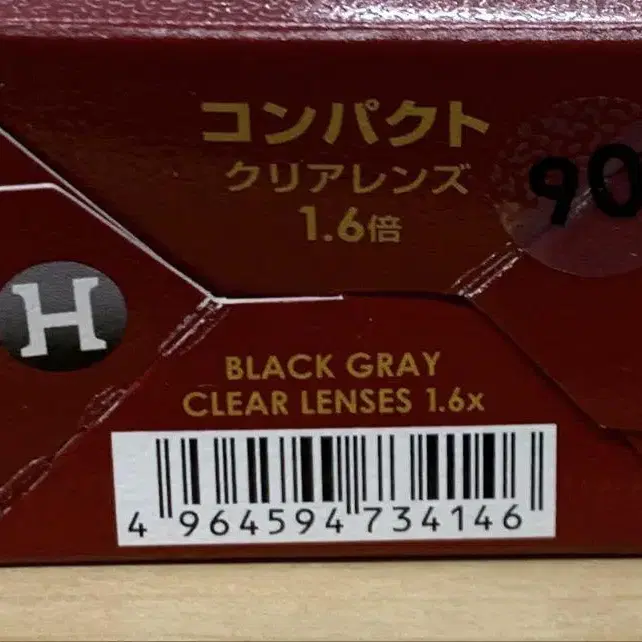 コンパクト
クリアレンズ
1.6倍
90
H
BLACK GRAY
CLEAR LENSES 1.6x
4 964594 734146